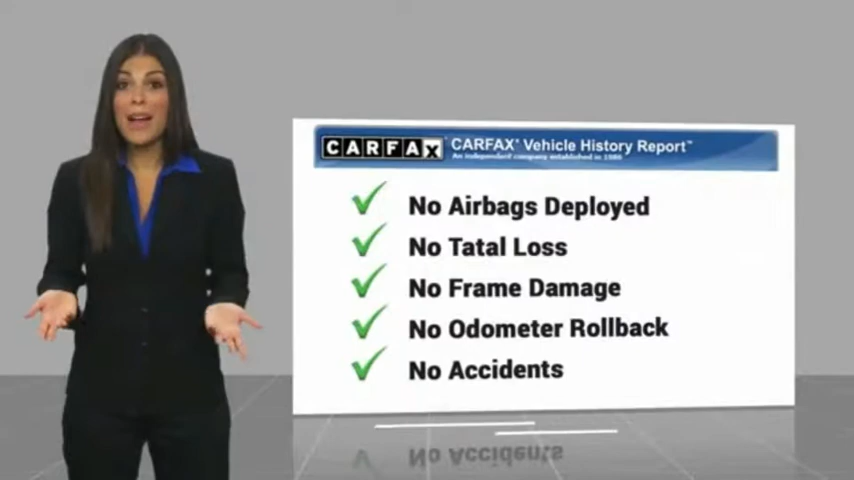 CARFAX CARFAX® Vehicle History Report™
An independent company established in 1986
No Airbags Deployed
No Tatal Loss
No Frame Damage
No Odometer Rollback
No Accidents
No Accidents